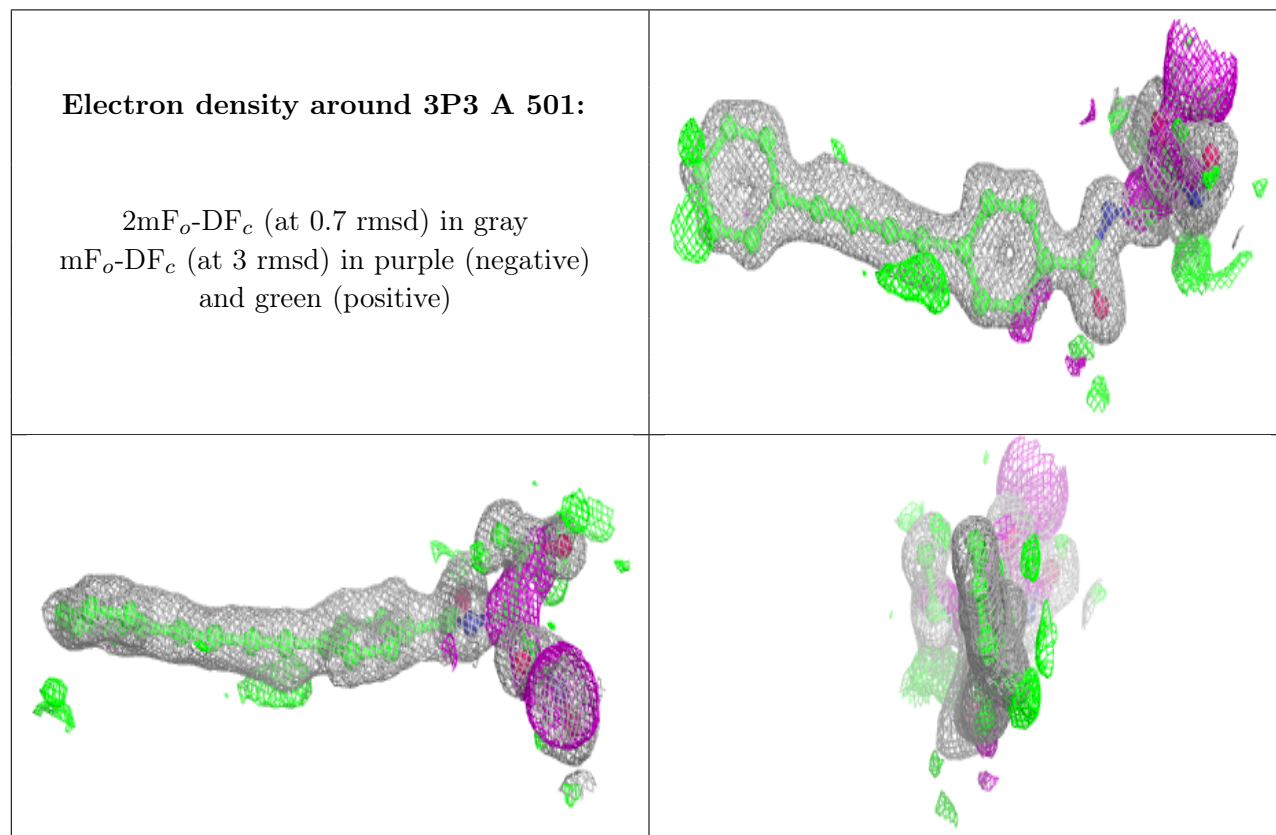 Electron density around 3P3 A 501:
2mFo-DFc (at 0.7 rmsd) in gray
mFo-DFc (at 3 rmsd) in purple (negative)
and green (positive)